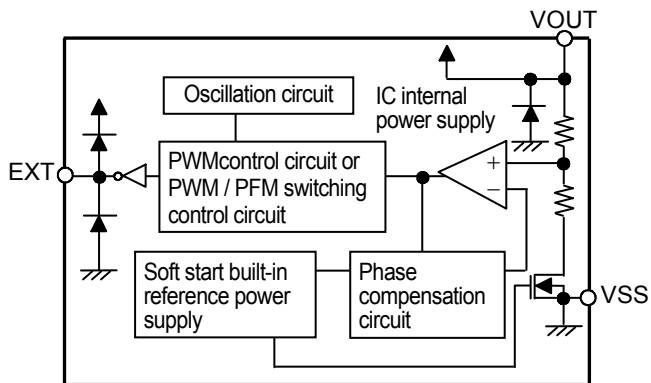 VOUT
Oscillation circuit
IC internal
power supply
EXT
PWMcontrol circuit or
PWM / PFM switching
control circuit
+
−
Soft start built-in
reference power
supply
Phase
compensation
circuit
VSS